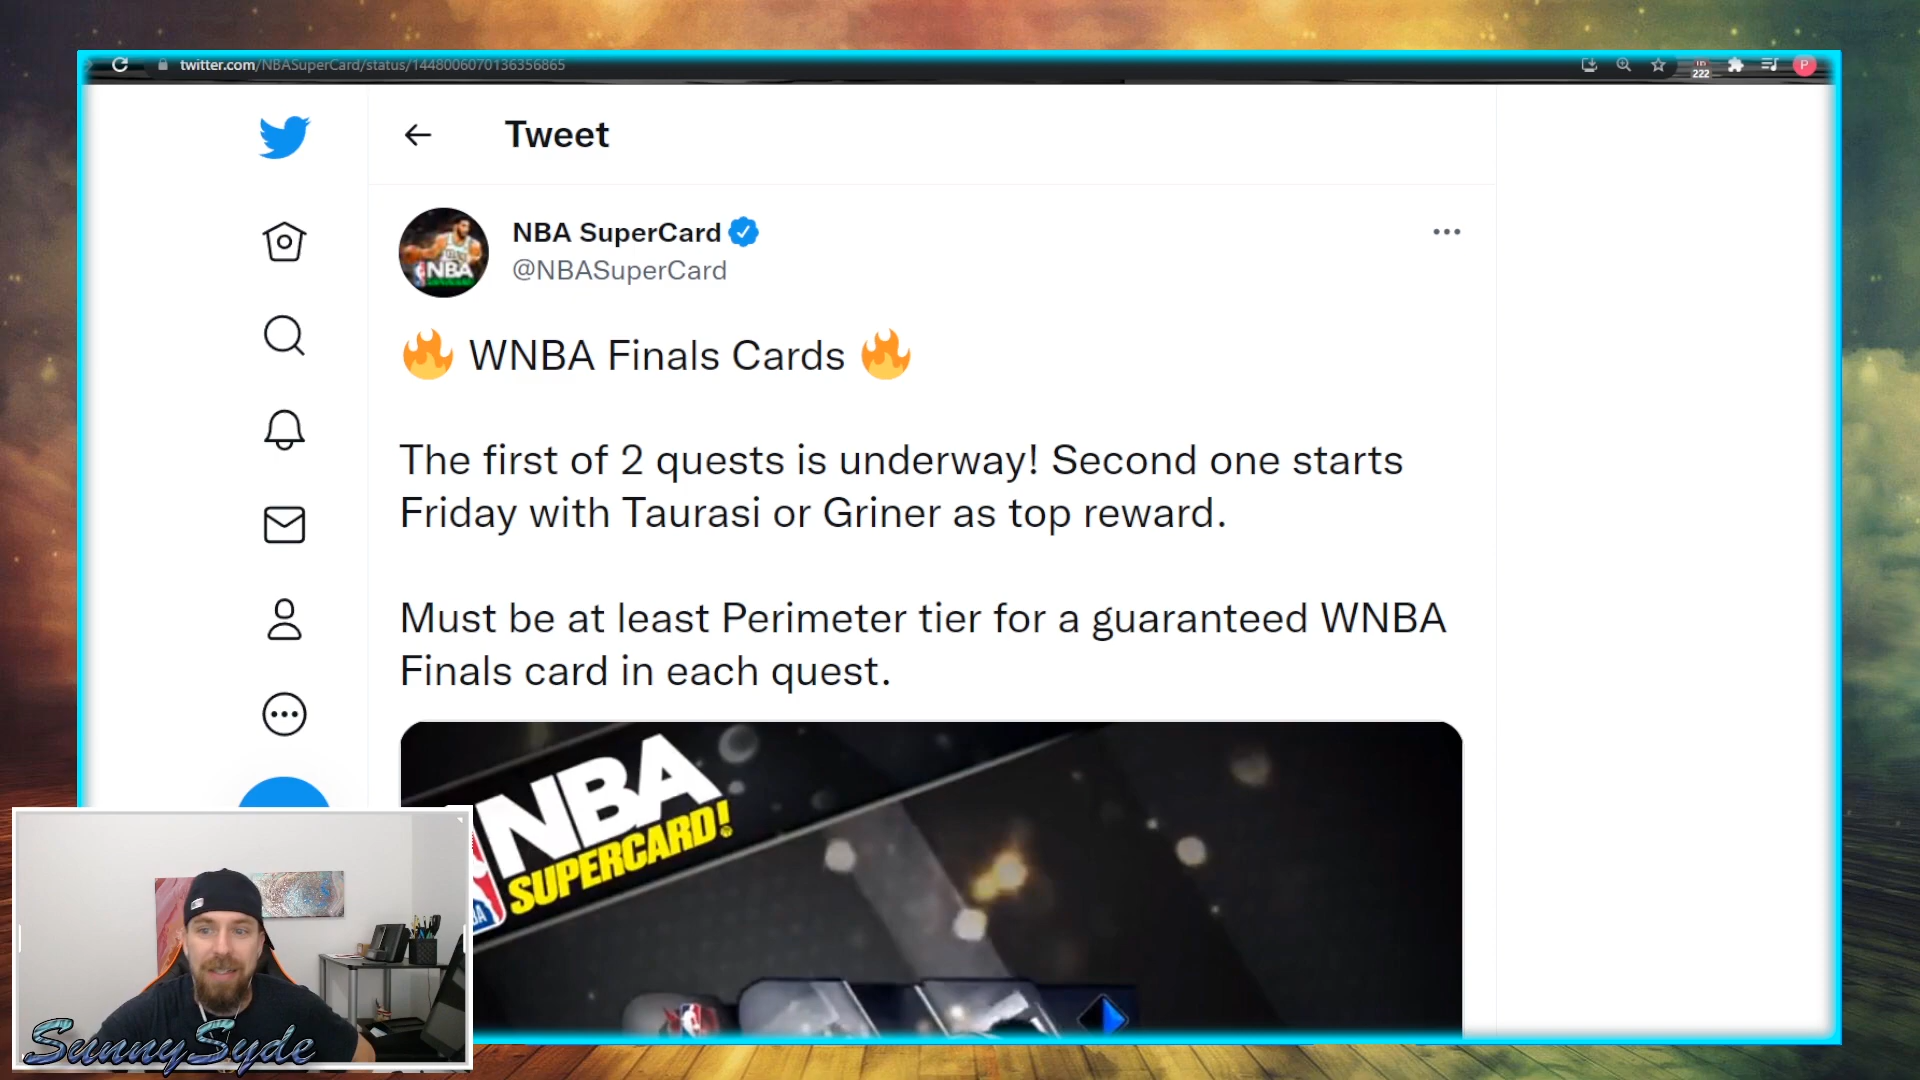 twitter.com/NBASuperCard/status/1448006070136356865
222
P
Tweet
NBA SuperCard
@NBASuperCard
NBA
🔥 WNBA Finals Cards 🔥
The first of 2 quests is underway! Second one starts
Friday with Taurasi or Griner as top reward.
Must be at least Perimeter tier for a guaranteed WNBA
Finals card in each quest.
NBA
SUPERCARD!
SunnySyde